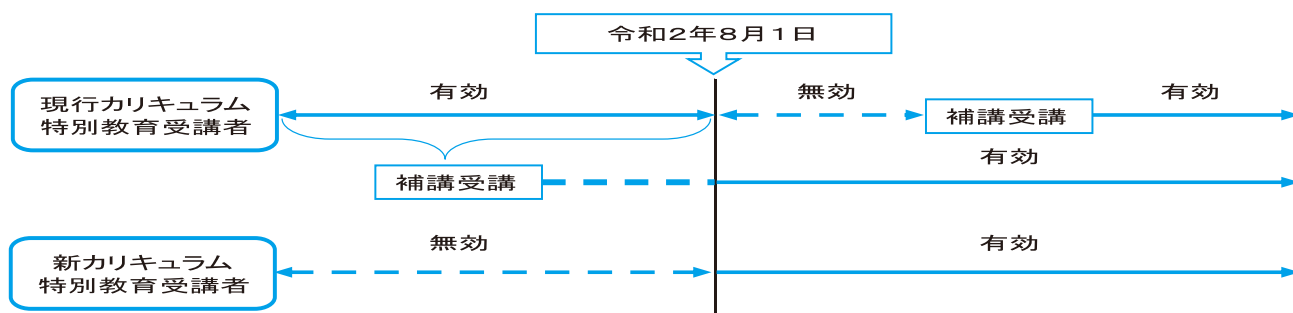 令和2年8月1日
有効
無効
有効
現行カリキュラム
特別教育受講者
補講受講
有効
補講受講
無効
有効
新カリキュラム
特別教育受講者